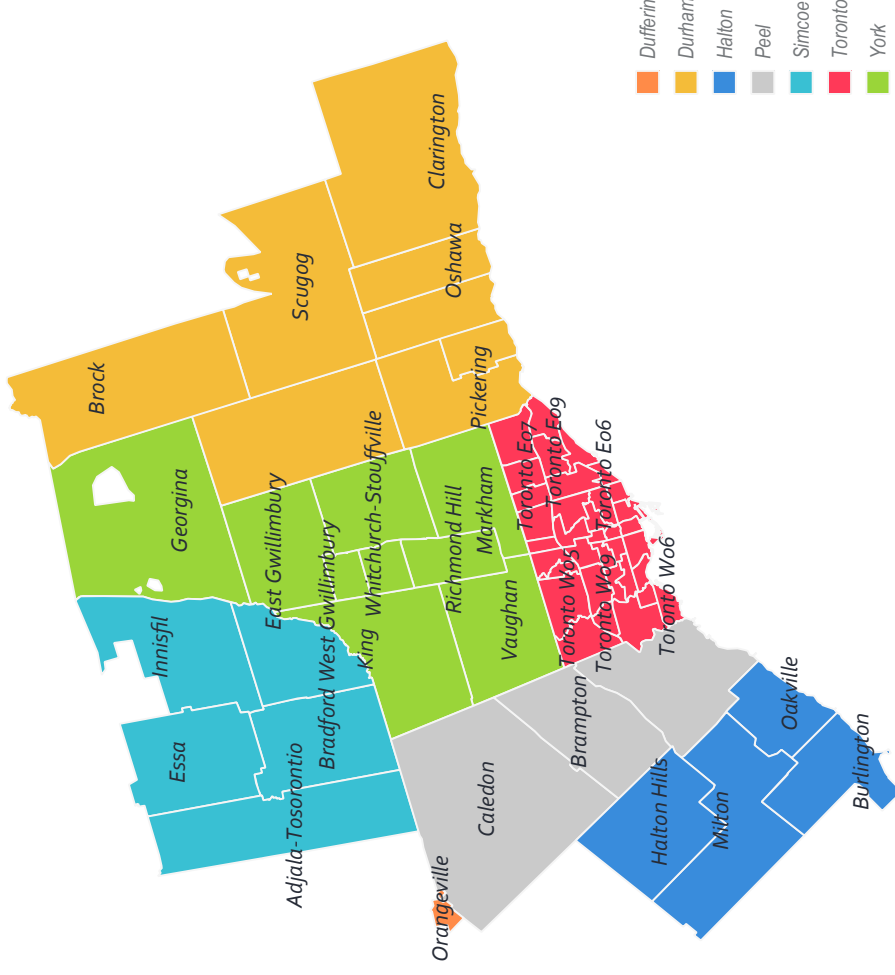 Dufferin
Durham
Halton
Peel
Simcoe
Toronto
York
Clarington
Oshawa
Scugog
Brock
Pickering
Georgina
East Gwillimbury
Whitchurch-Stouffville
Markham
Richmond Hill
Vaughan
King
Bradford West Gwillimbury
Innisfil
Essa
Adjala-Tosorontio
Toronto E07
Toronto E09
Toronto E06
Toronto W05
Toronto W09
Toronto W06
Brampton
Caledon
Orangeville
Halton Hills
Milton
Oakville
Burlington